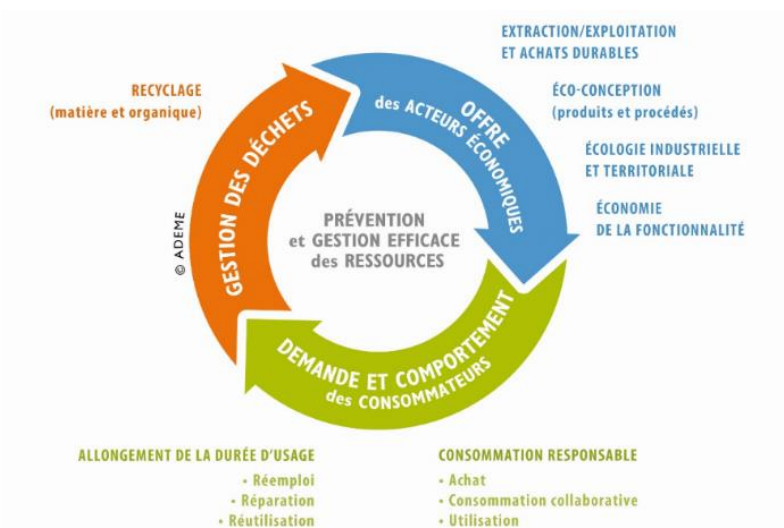 EXTRACTION/EXPLOITATION
ET ACHATS DURABLES
ÉCO-CONCEPTION
(produits et procédés)
ÉCOLOGIE INDUSTRIELLE
ET TERRITORIALE
ÉCONOMIE
DE LA FONCTIONNALITÉ
RECYCLAGE
(matière et organique)
OFFRE
des ACTEURS ÉCONOMIQUES
GESTION DES DÉCHETS
PRÉVENTION
et GESTION EFFICACE
des RESSOURCES
© ADEME
DEMANDE ET COMPORTEMENT
des CONSOMMATEURS
ALLONGEMENT DE LA DURÉE D'USAGE
• Réemploi
• Réparation
• Réutilisation
CONSOMMATION RESPONSABLE
• Achat
• Consommation collaborative
• Utilisation